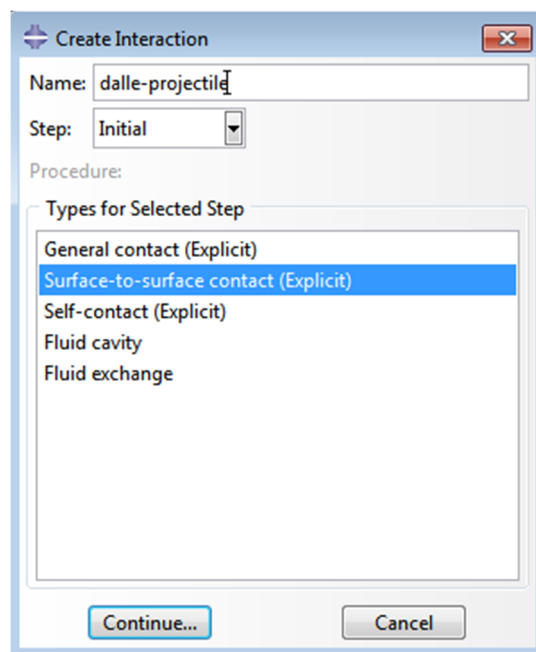 Create Interaction
Name: dalle-projectile
Step: Initial
Procedure:
Types for Selected Step
General contact (Explicit)
Surface-to-surface contact (Explicit)
Self-contact (Explicit)
Fluid cavity
Fluid exchange
Continue... Cancel